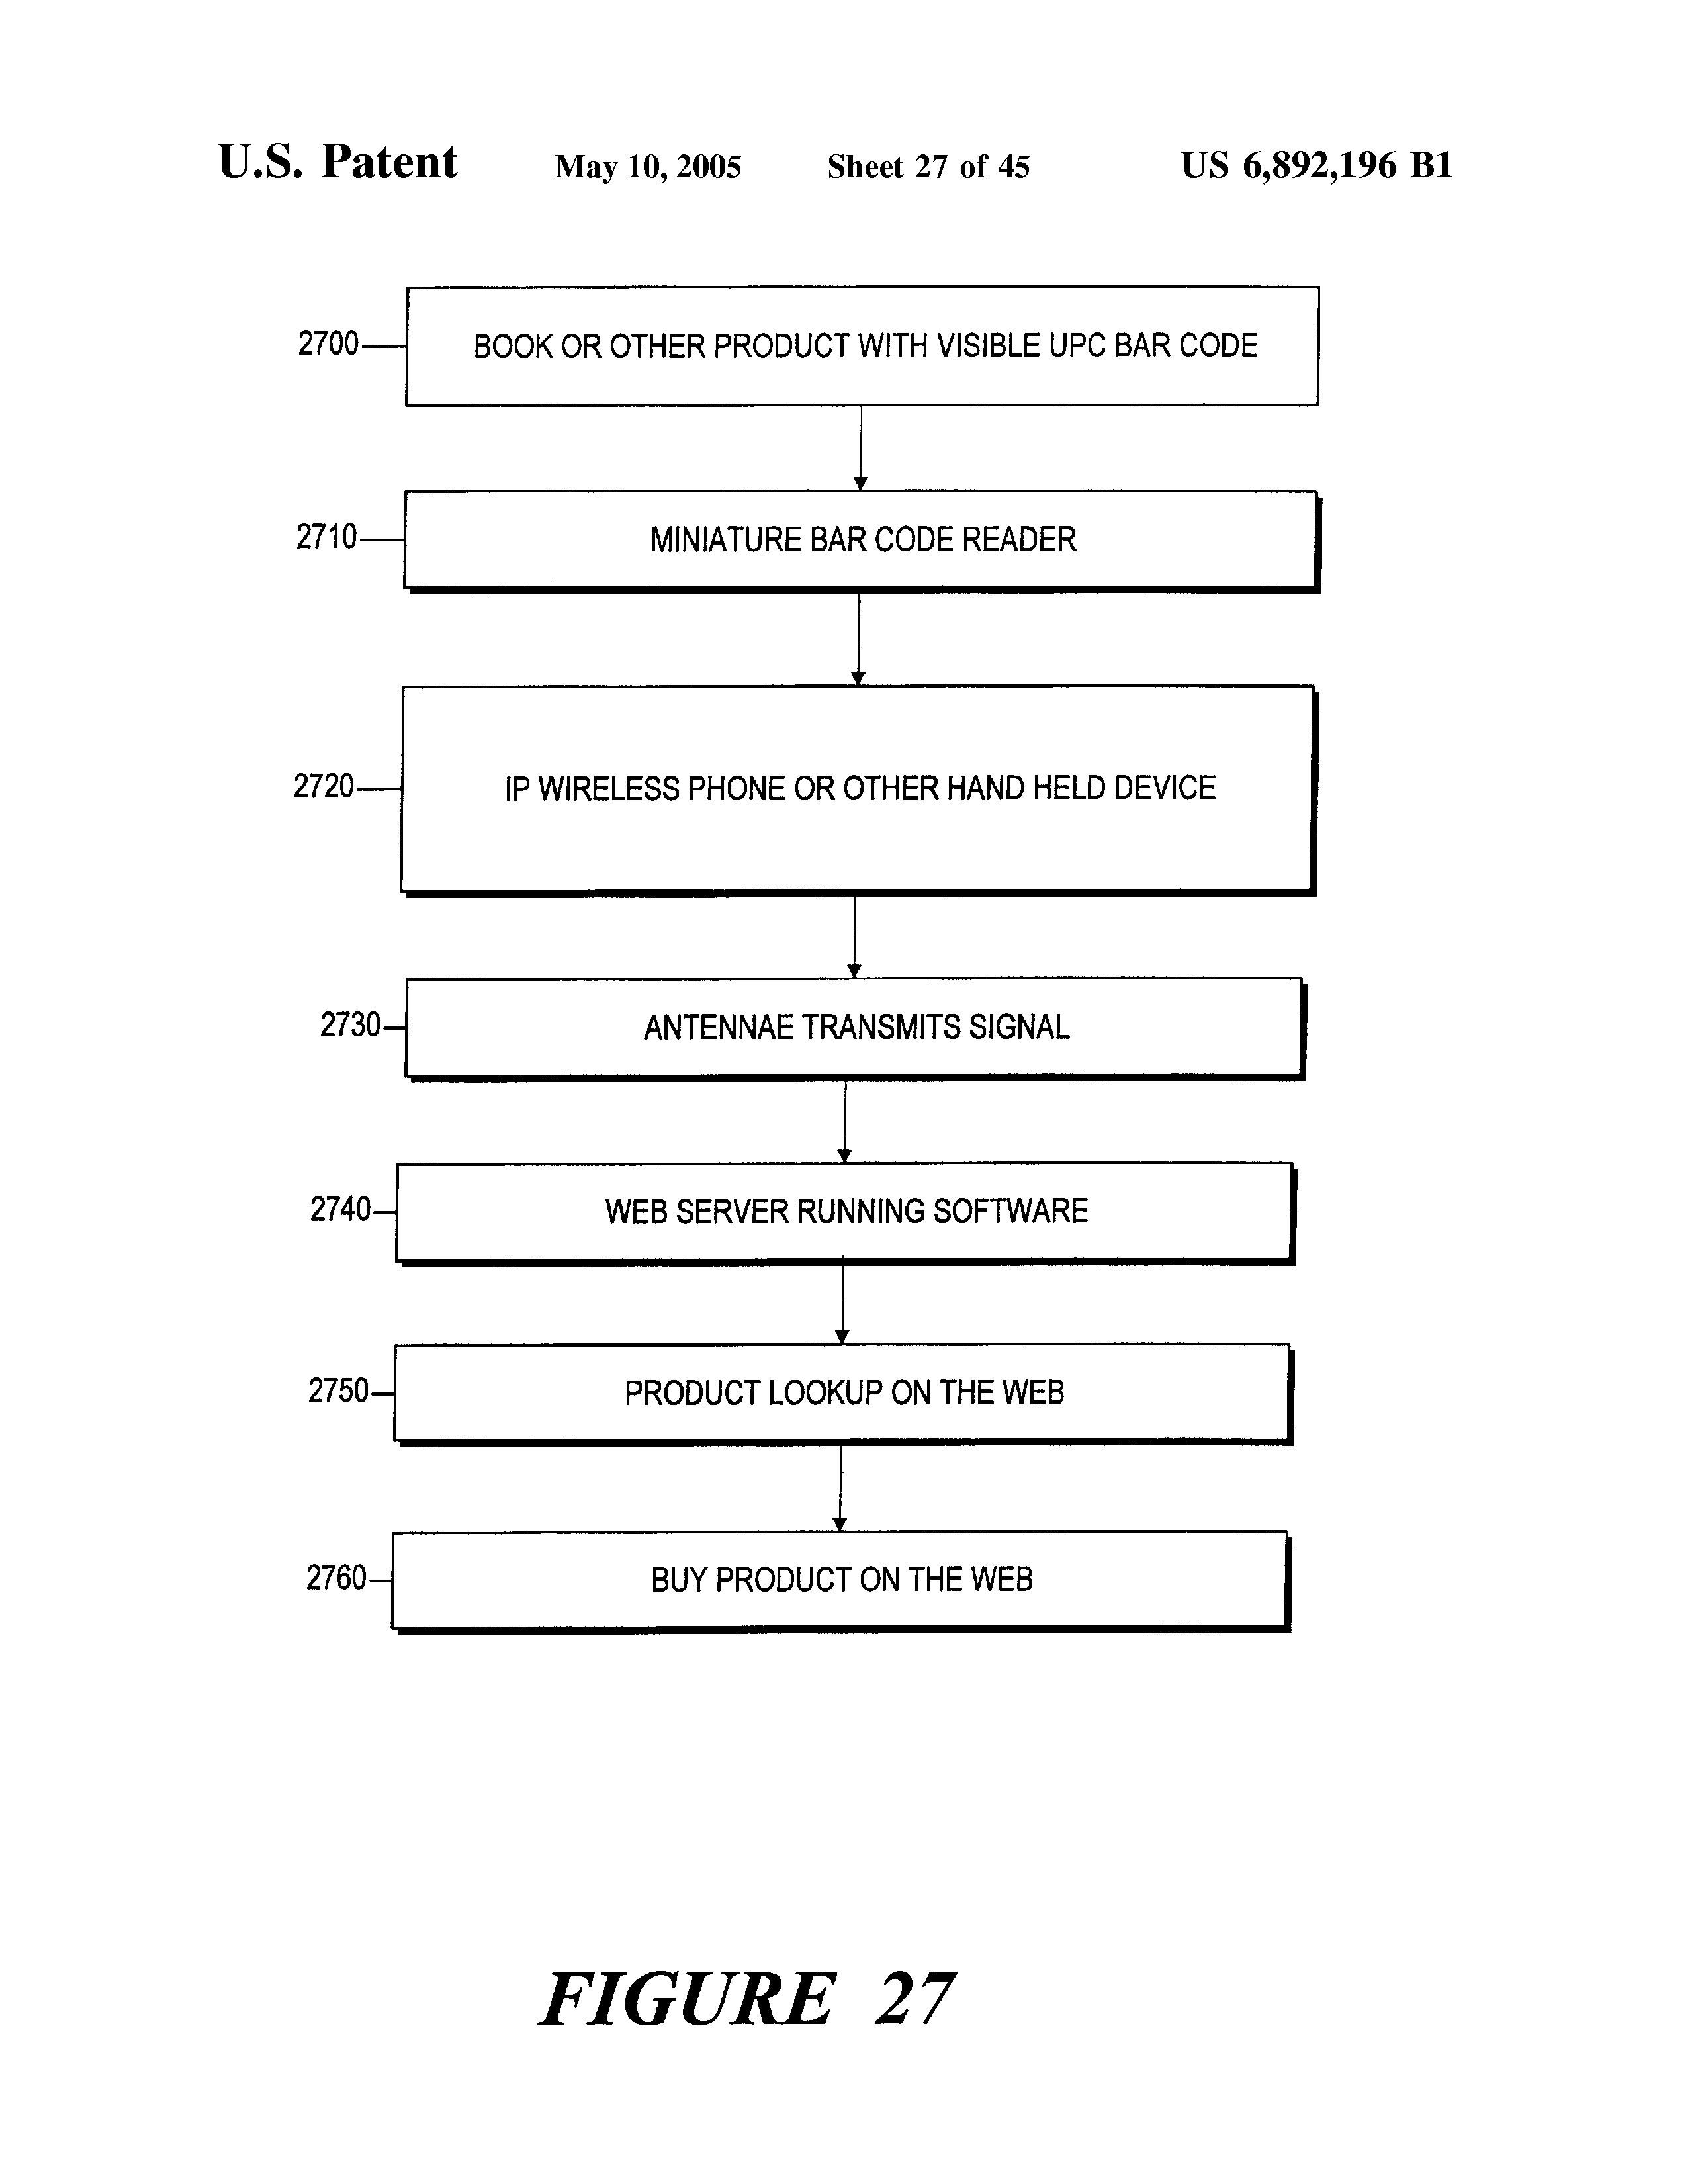 U.S. Patent May 10, 2005 Sheet 27 of 45 US 6,892,196 B1
2700 BOOK OR OTHER PRODUCT WITH VISIBLE UPC BAR CODE
2710 MINIATURE BAR CODE READER
2720 IP WIRELESS PHONE OR OTHER HAND HELD DEVICE
2730 ANTENNAE TRANSMITS SIGNAL
2740 WEB SERVER RUNNING SOFTWARE
2750 PRODUCT LOOKUP ON THE WEB
2760 BUY PRODUCT ON THE WEB
FIGURE 27